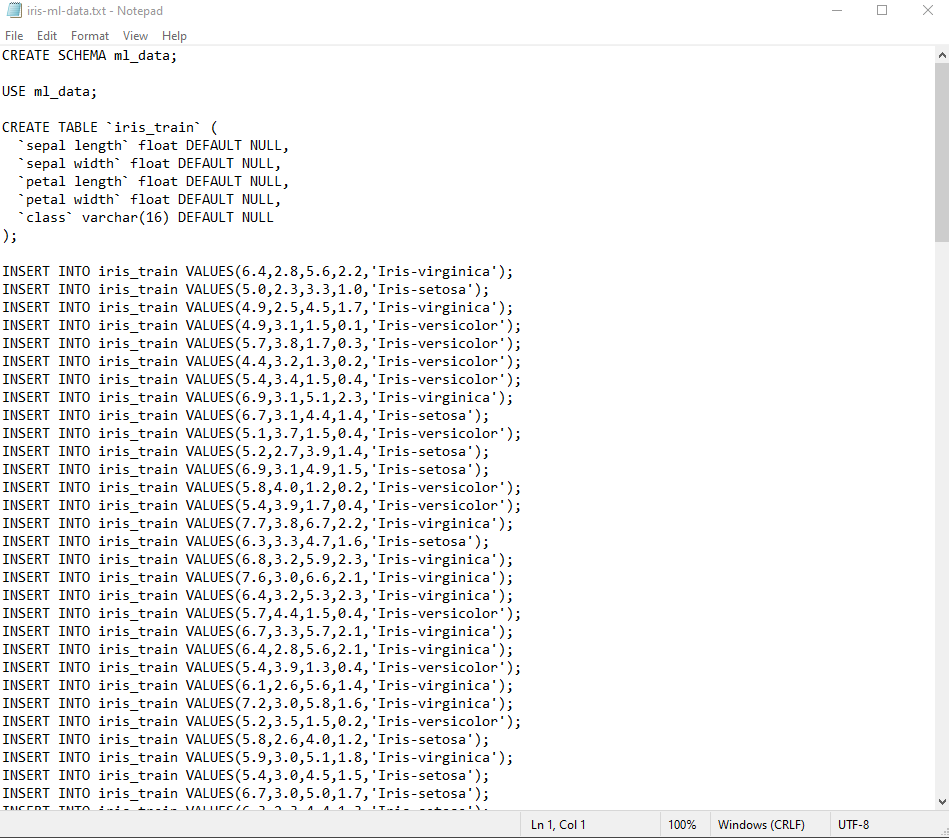 iris-ml-data.txt - Notepad
File Edit Format View Help
CREATE SCHEMA ml_data;

USE ml_data;

CREATE TABLE `iris_train` (
  `sepal length` float DEFAULT NULL,
  `sepal width` float DEFAULT NULL,
  `petal length` float DEFAULT NULL,
  `petal width` float DEFAULT NULL,
  `class` varchar(16) DEFAULT NULL
);

INSERT INTO iris_train VALUES(6.4,2.8,5.6,2.2,'Iris-virginica');
INSERT INTO iris_train VALUES(5.0,2.3,3.3,1.0,'Iris-setosa');
INSERT INTO iris_train VALUES(4.9,2.5,4.5,1.7,'Iris-virginica');
INSERT INTO iris_train VALUES(4.9,3.1,1.5,0.1,'Iris-versicolor');
INSERT INTO iris_train VALUES(5.7,3.8,1.7,0.3,'Iris-versicolor');
INSERT INTO iris_train VALUES(4.4,3.2,1.3,0.2,'Iris-versicolor');
INSERT INTO iris_train VALUES(5.4,3.4,1.5,0.4,'Iris-versicolor');
INSERT INTO iris_train VALUES(6.9,3.1,5.1,2.3,'Iris-virginica');
INSERT INTO iris_train VALUES(6.7,3.1,4.4,1.4,'Iris-setosa');
INSERT INTO iris_train VALUES(5.1,3.7,1.5,0.4,'Iris-versicolor');
INSERT INTO iris_train VALUES(5.2,2.7,3.9,1.4,'Iris-setosa');
INSERT INTO iris_train VALUES(6.9,3.1,4.9,1.5,'Iris-setosa');
INSERT INTO iris_train VALUES(5.8,4.0,1.2,0.2,'Iris-versicolor');
INSERT INTO iris_train VALUES(5.4,3.9,1.7,0.4,'Iris-versicolor');
INSERT INTO iris_train VALUES(7.7,3.8,6.7,2.2,'Iris-virginica');
INSERT INTO iris_train VALUES(6.3,3.3,4.7,1.6,'Iris-setosa');
INSERT INTO iris_train VALUES(6.8,3.2,5.9,2.3,'Iris-virginica');
INSERT INTO iris_train VALUES(7.6,3.0,6.6,2.1,'Iris-virginica');
INSERT INTO iris_train VALUES(6.4,3.2,5.3,2.3,'Iris-virginica');
INSERT INTO iris_train VALUES(5.7,4.4,1.5,0.4,'Iris-versicolor');
INSERT INTO iris_train VALUES(6.7,3.3,5.7,2.1,'Iris-virginica');
INSERT INTO iris_train VALUES(6.4,2.8,5.6,2.1,'Iris-virginica');
INSERT INTO iris_train VALUES(5.4,3.9,1.3,0.4,'Iris-versicolor');
INSERT INTO iris_train VALUES(6.1,2.6,5.6,1.4,'Iris-virginica');
INSERT INTO iris_train VALUES(7.2,3.0,5.8,1.6,'Iris-virginica');
INSERT INTO iris_train VALUES(5.2,3.5,1.5,0.2,'Iris-versicolor');
INSERT INTO iris_train VALUES(5.8,2.6,4.0,1.2,'Iris-setosa');
INSERT INTO iris_train VALUES(5.9,3.0,5.1,1.8,'Iris-virginica');
INSERT INTO iris_train VALUES(5.4,3.0,4.5,1.5,'Iris-setosa');
INSERT INTO iris_train VALUES(6.7,3.0,5.0,1.7,'Iris-setosa');
Ln 1, Col 1 100% Windows (CRLF) UTF-8